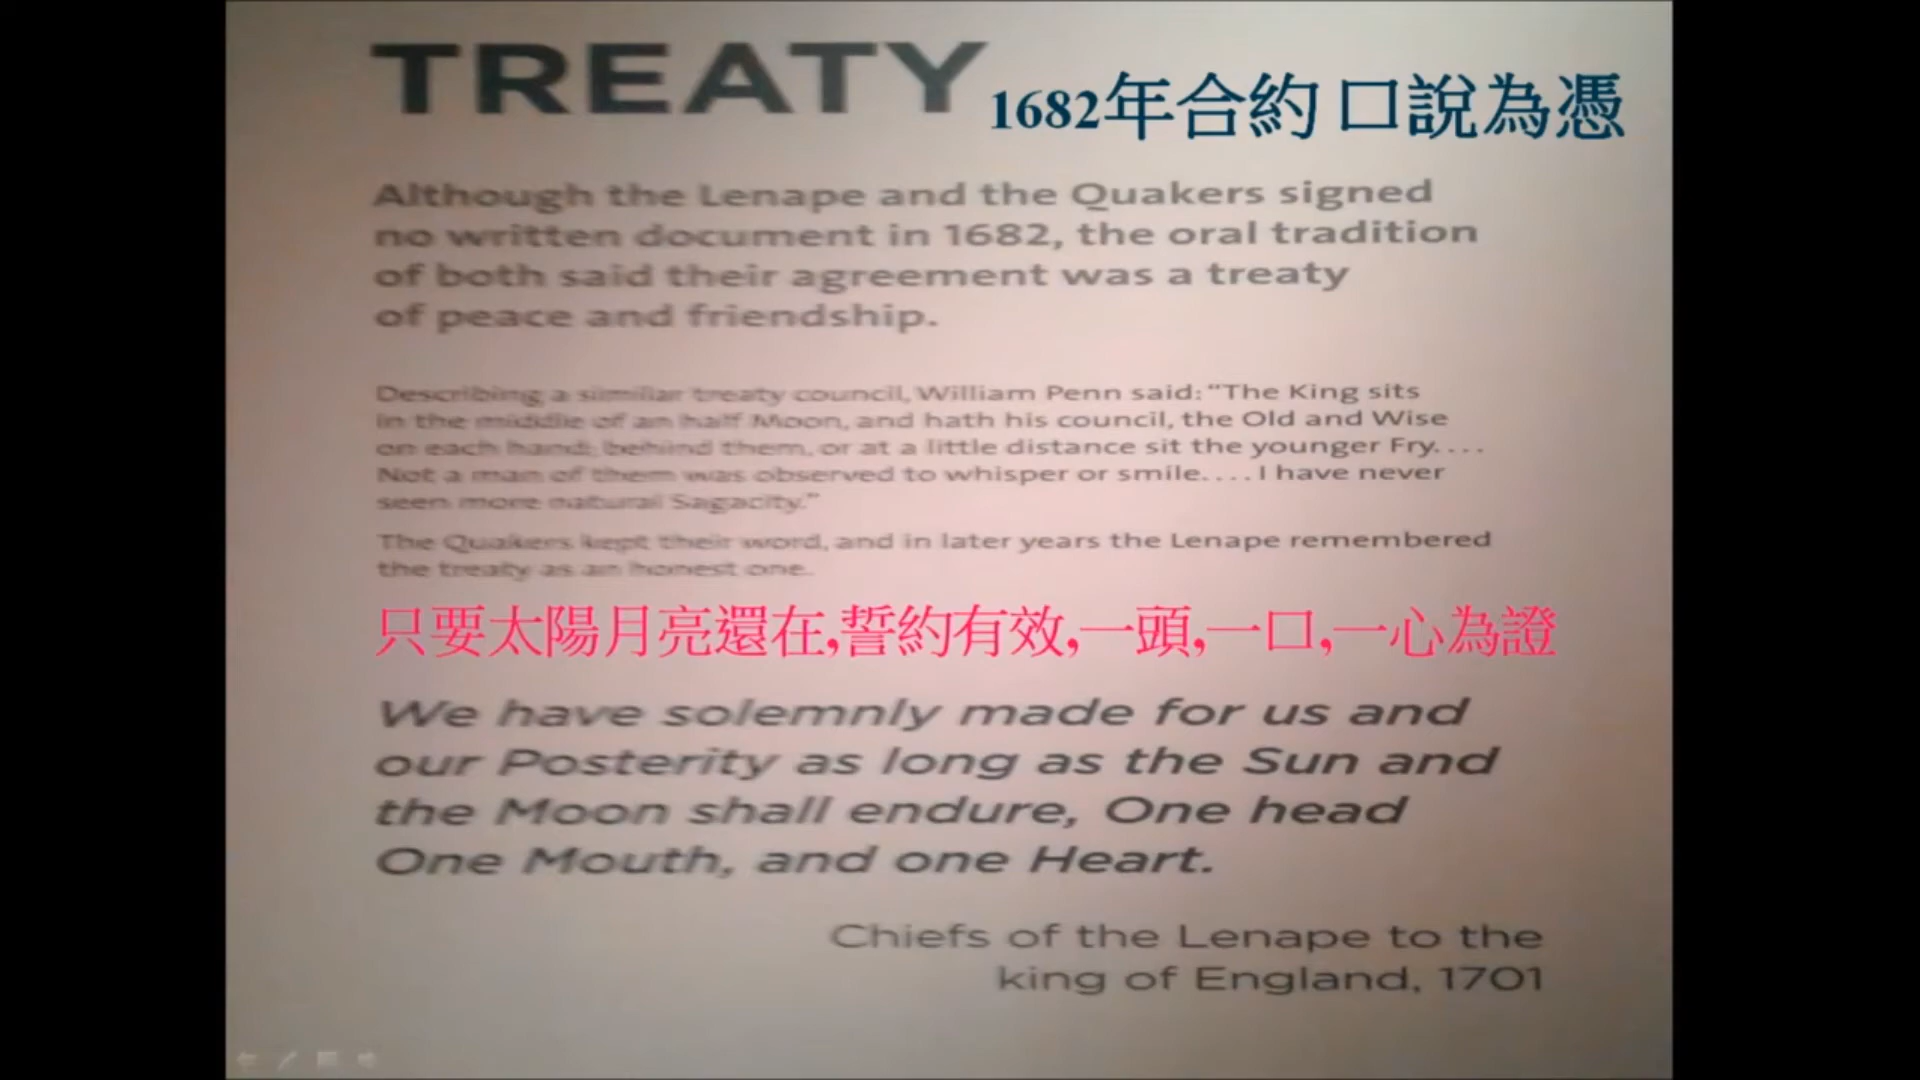 TREATY 1682年合約 口說為憑
Although the Lenape and the Quakers signed
no written document in 1682, the oral tradition
of both said their agreement was a treaty
of peace and friendship.
Describing a similar treaty council, William Penn said: “The King sits
in the middle of an half Moon, and hath his council, the Old and Wise
on each hand; behind them, or at a little distance sit the younger Fry. . . .
Not a man of them was observed to whisper or smile. . . . I have never
seen more natural Sagacity.”
The Quakers kept their word, and in later years the Lenape remembered
the treaty as an honest one.
只要太陽月亮還在,誓約有效,一頭,一口,一心為證
We have solemnly made for us and
our Posterity as long as the Sun and
the Moon shall endure, One head
One Mouth, and one Heart.
Chiefs of the Lenape to the
king of England, 1701